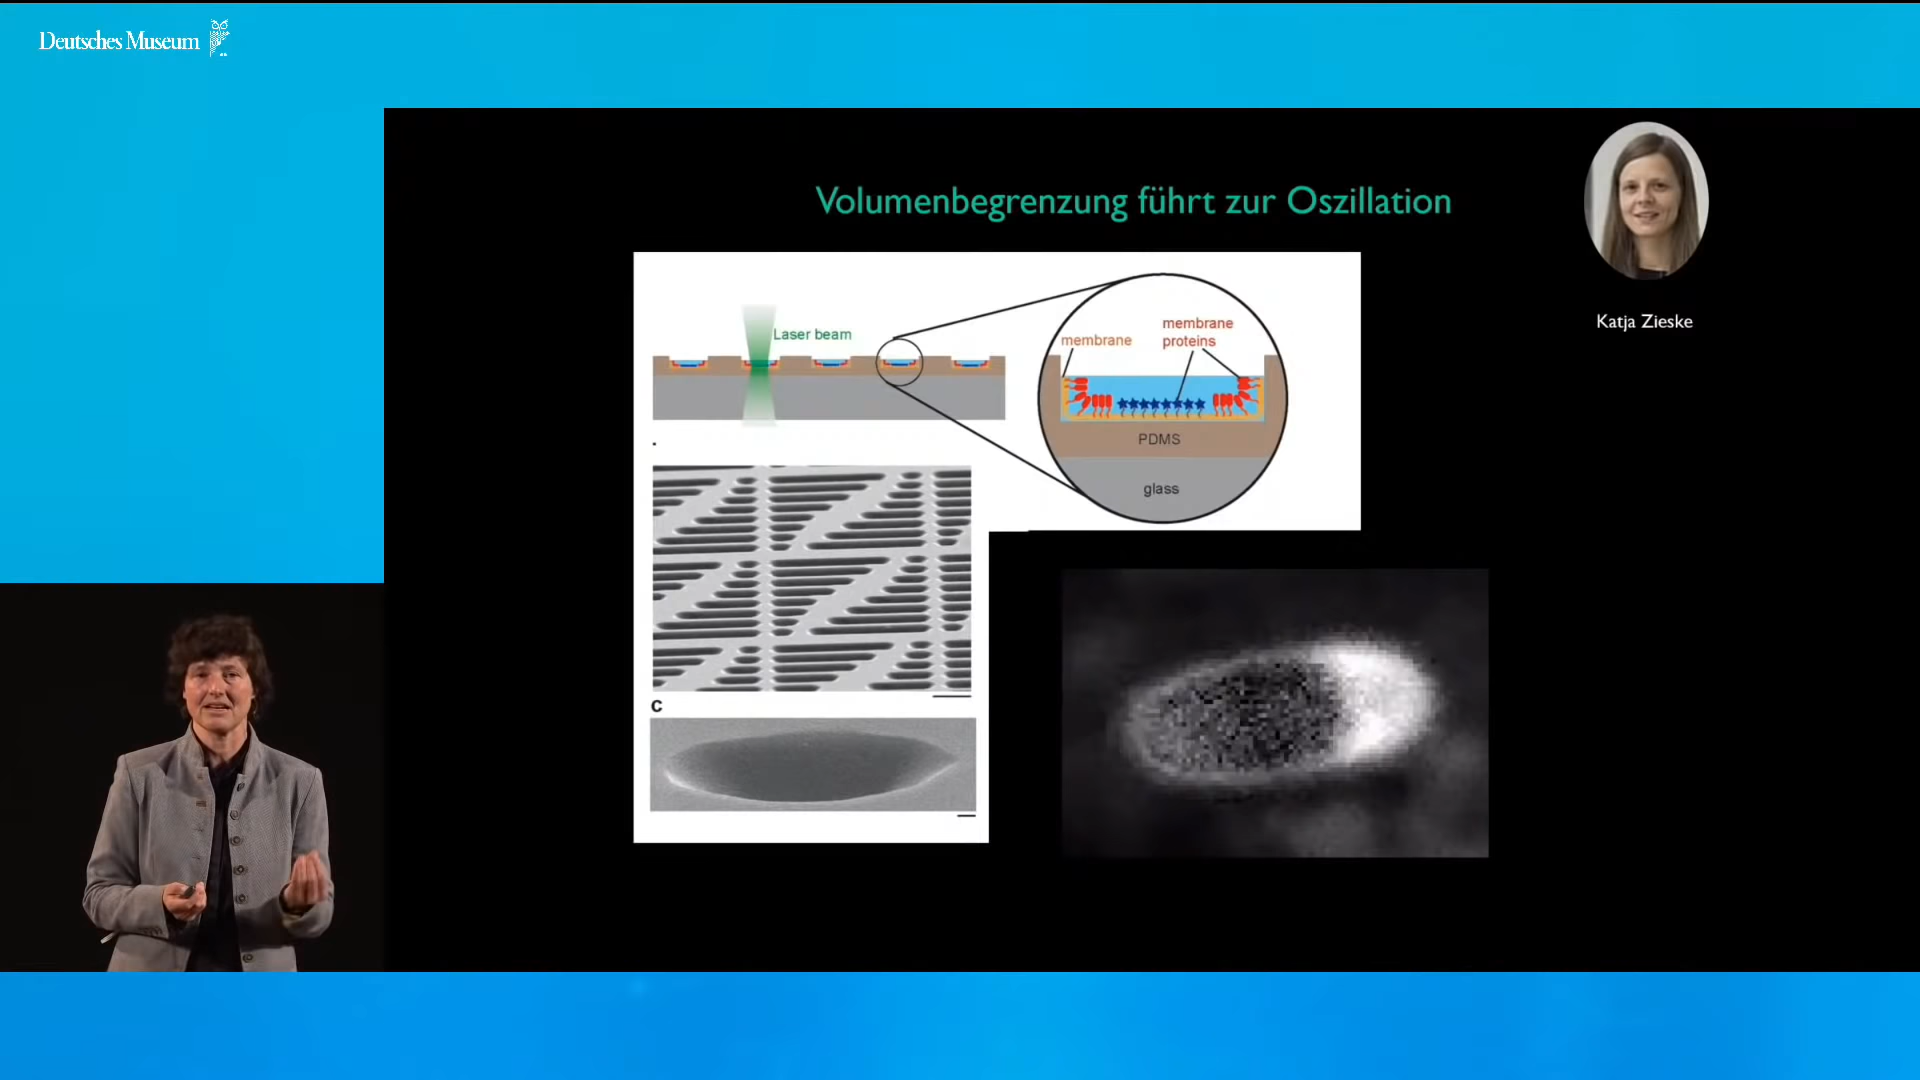 Deutsches Museum
Volumenbegrenzung führt zur Oszillation
Katja Zieske
Laser beam
membrane
membrane
proteins
PDMS
glass
C